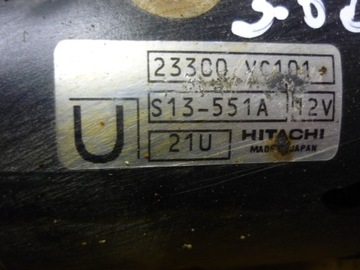 23300 VC101
U S13-551A 12V
21U HITACHI
MADE IN JAPAN